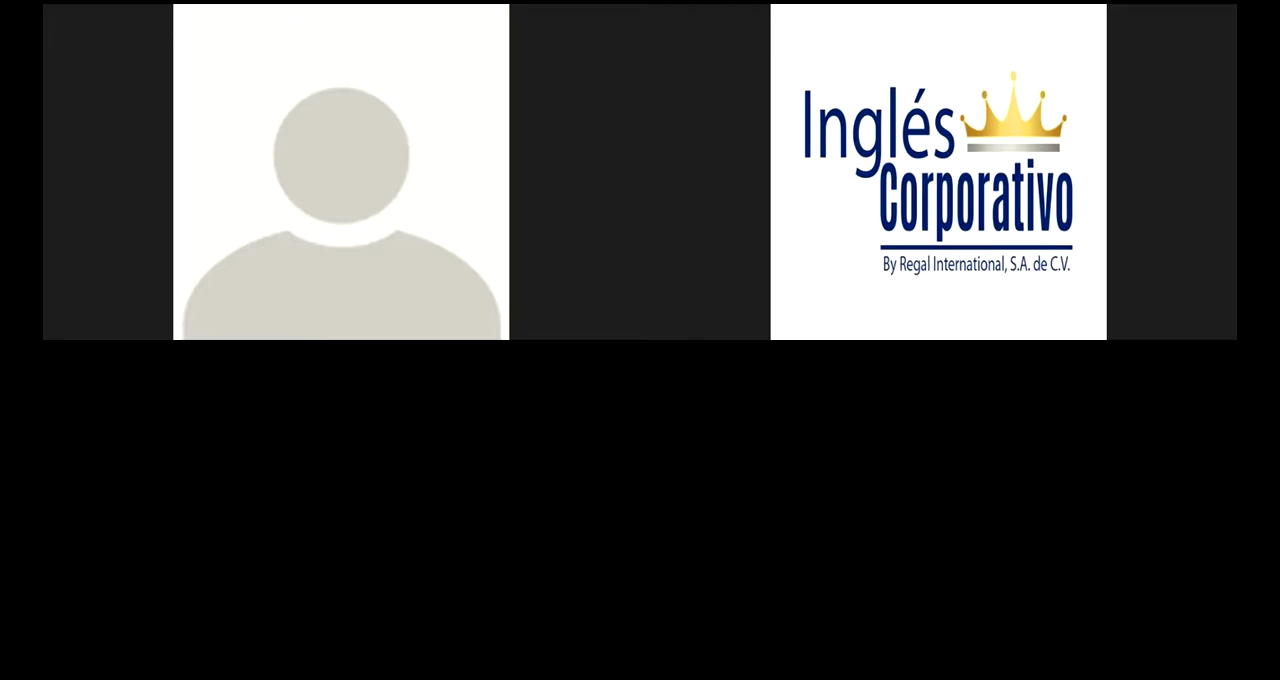 Inglés
Corporativo
By Regal International, S.A. de C.V.